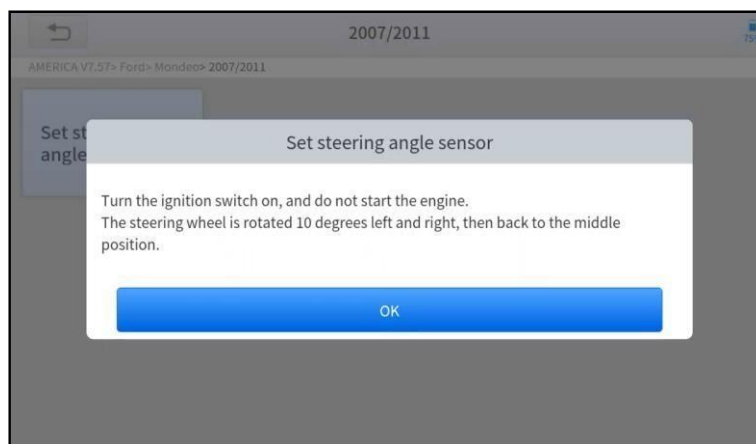 2007/2011
AMERICA V7.57> Ford> Mondeo> 2007/2011
Set st
angle
Set steering angle sensor
Turn the ignition switch on, and do not start the engine.
The steering wheel is rotated 10 degrees left and right, then back to the middle
position.
OK